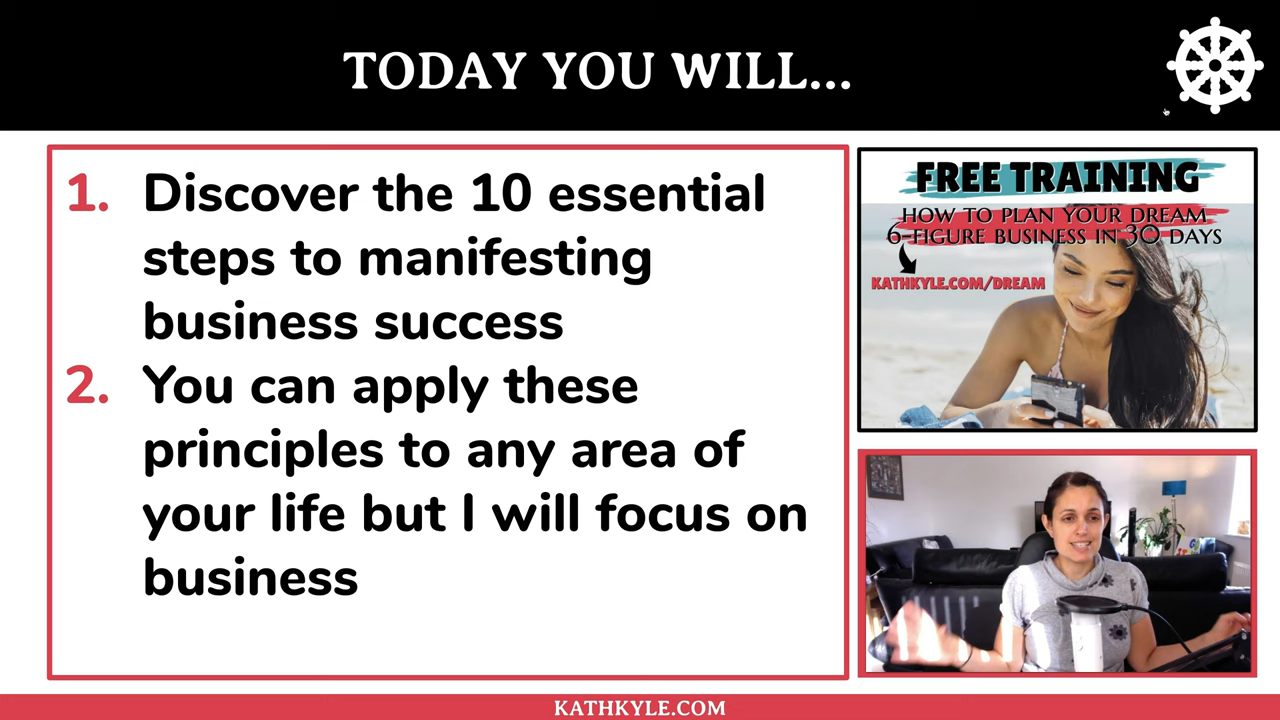 TODAY YOU WILL...
1. Discover the 10 essential
steps to manifesting
business success
2. You can apply these
principles to any area of
your life but I will focus on
business
FREE TRAINING
HOW TO PLAN YOUR DREAM
6-FIGURE BUSINESS IN 30 DAYS
KATHKYLE.COM/DREAM
KATHKYLE.COM